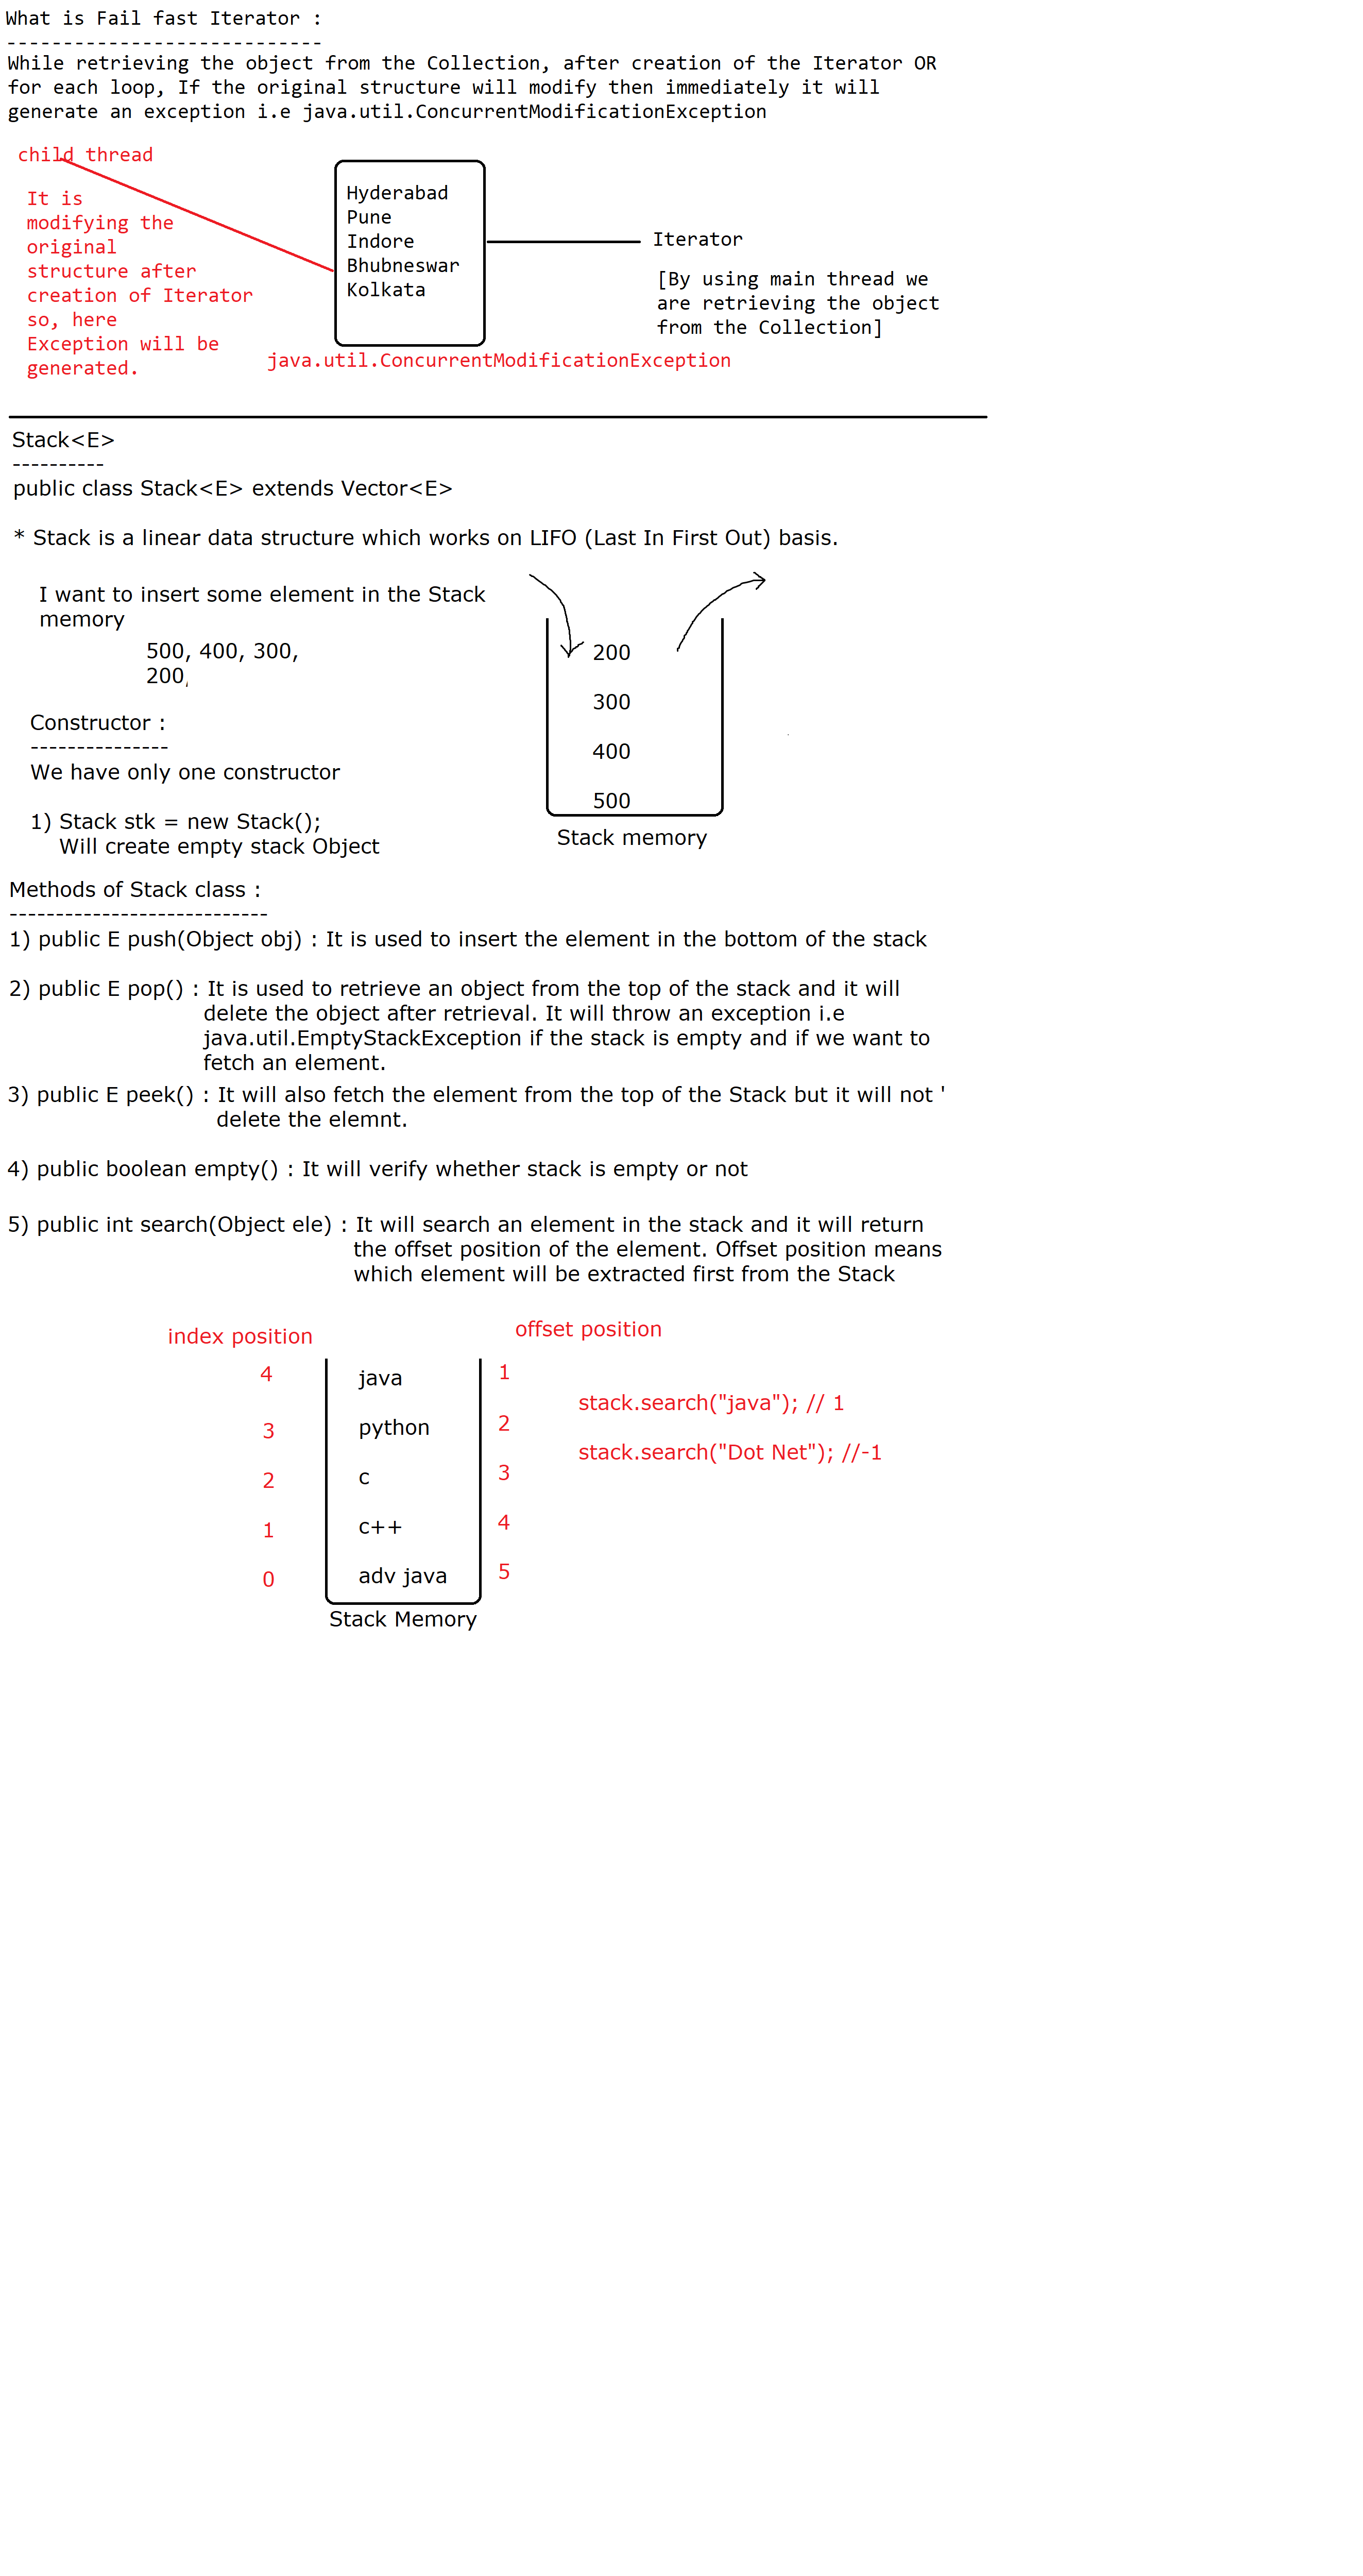 What is Fail fast Iterator :
----------------------------
While retrieving the object from the Collection, after creation of the Iterator OR
for each loop, If the original structure will modify then immediately it will
generate an exception i.e java.util.ConcurrentModificationException
child thread
It is
modifying the
original
structure after
creation of Iterator
so, here
Exception will be
generated.
Hyderabad
Pune
Indore
Bhubneswar
Kolkata
Iterator
[By using main thread we
are retrieving the object
from the Collection]
java.util.ConcurrentModificationException
Stack<E>
----------
public class Stack<E> extends Vector<E>
* Stack is a linear data structure which works on LIFO (Last In First Out) basis.
I want to insert some element in the Stack
memory
500, 400, 300,
200,
200
300
400
500
Stack memory
Constructor :
---------------
We have only one constructor
1) Stack stk = new Stack();
Will create empty stack Object
Methods of Stack class :
----------------------------
1) public E push(Object obj) : It is used to insert the element in the bottom of the stack
2) public E pop() : It is used to retrieve an object from the top of the stack and it will
delete the object after retrieval. It will throw an exception i.e
java.util.EmptyStackException if the stack is empty and if we want to
fetch an element.
3) public E peek() : It will also fetch the element from the top of the Stack but it will not '
delete the elemnt.
4) public boolean empty() : It will verify whether stack is empty or not
5) public int search(Object ele) : It will search an element in the stack and it will return
the offset position of the element. Offset position means
which element will be extracted first from the Stack
index position offset position
4 java 1
stack.search("java"); // 1
3 python 2
stack.search("Dot Net"); //-1
2 c 3
1 c++ 4
0 adv java 5
Stack Memory